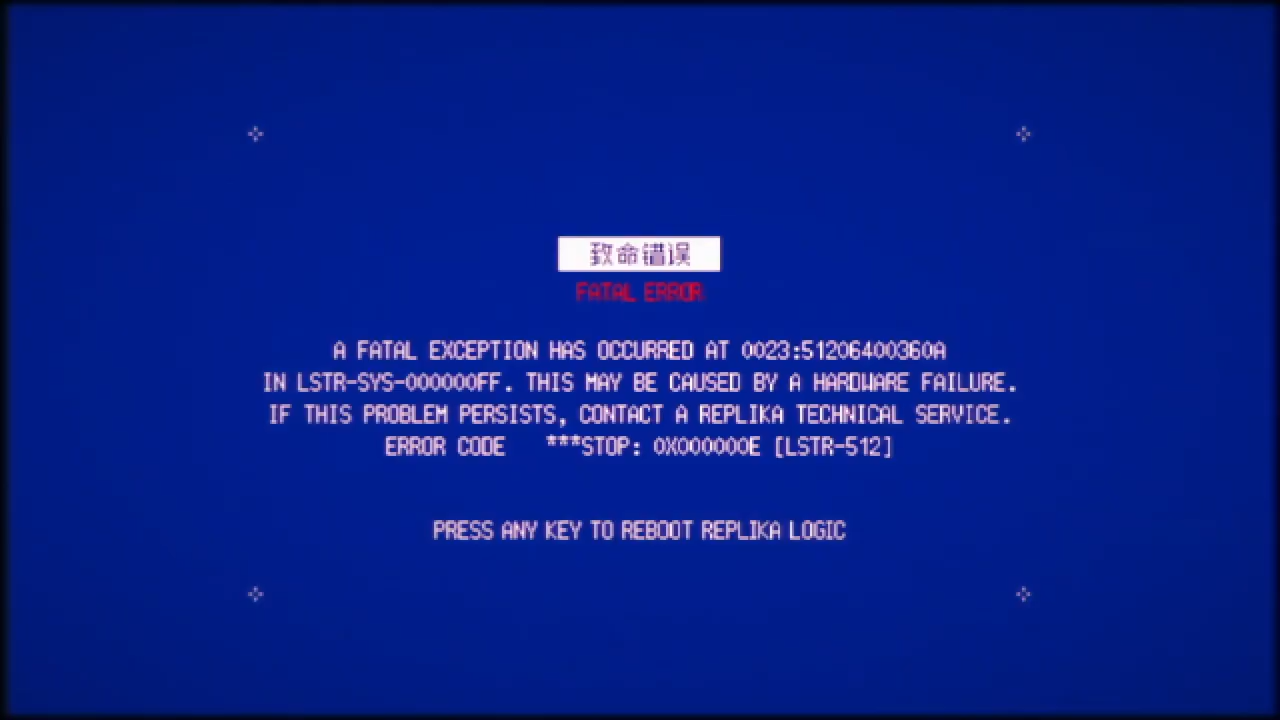 致命错误
FATAL ERROR
A FATAL EXCEPTION HAS OCCURRED AT 0023:51206400360A
IN LSTR-SYS-000000FF. THIS MAY BE CAUSED BY A HARDWARE FAILURE.
IF THIS PROBLEM PERSISTS, CONTACT A REPLIKA TECHNICAL SERVICE.
ERROR CODE ***STOP: 0X000000E [LSTR-512]
PRESS ANY KEY TO REBOOT REPLIKA LOGIC